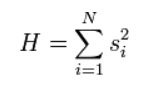 H = \sum_{i=1}^{N} s_i^2